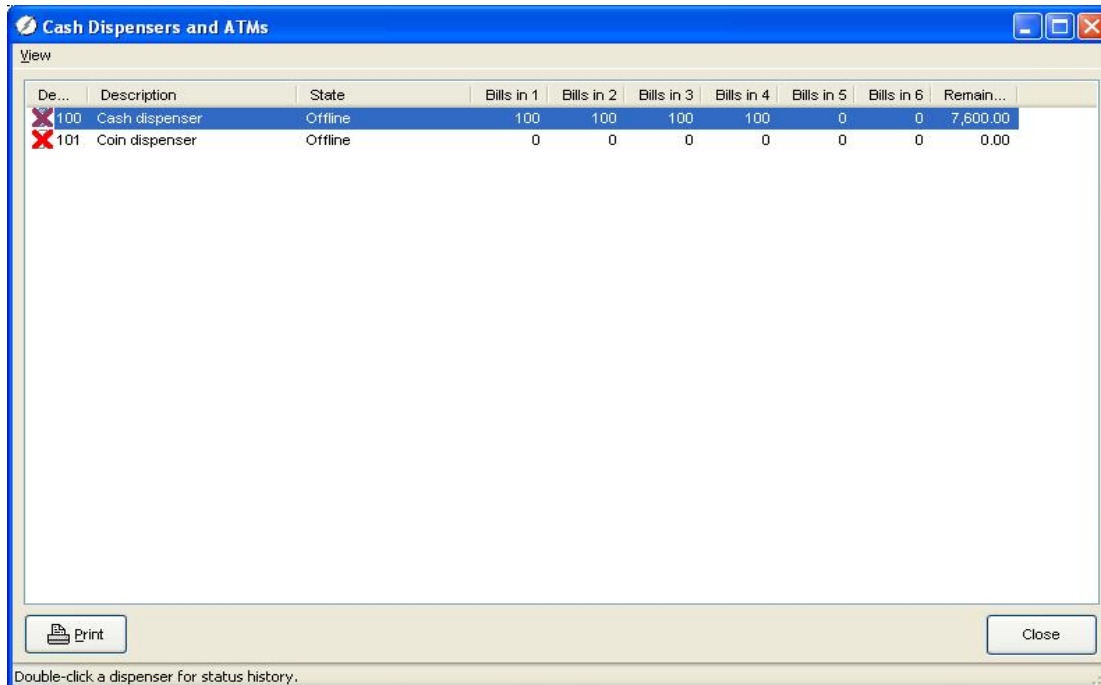 Cash Dispensers and ATMs
View
De... Description State Bills in 1 Bills in 2 Bills in 3 Bills in 4 Bills in 5 Bills in 6 Remain...
100 Cash dispenser Offline 100 100 100 100 0 0 7,600.00
101 Coin dispenser Offline 0 0 0 0 0 0 0.00
Print Close
Double-click a dispenser for status history.